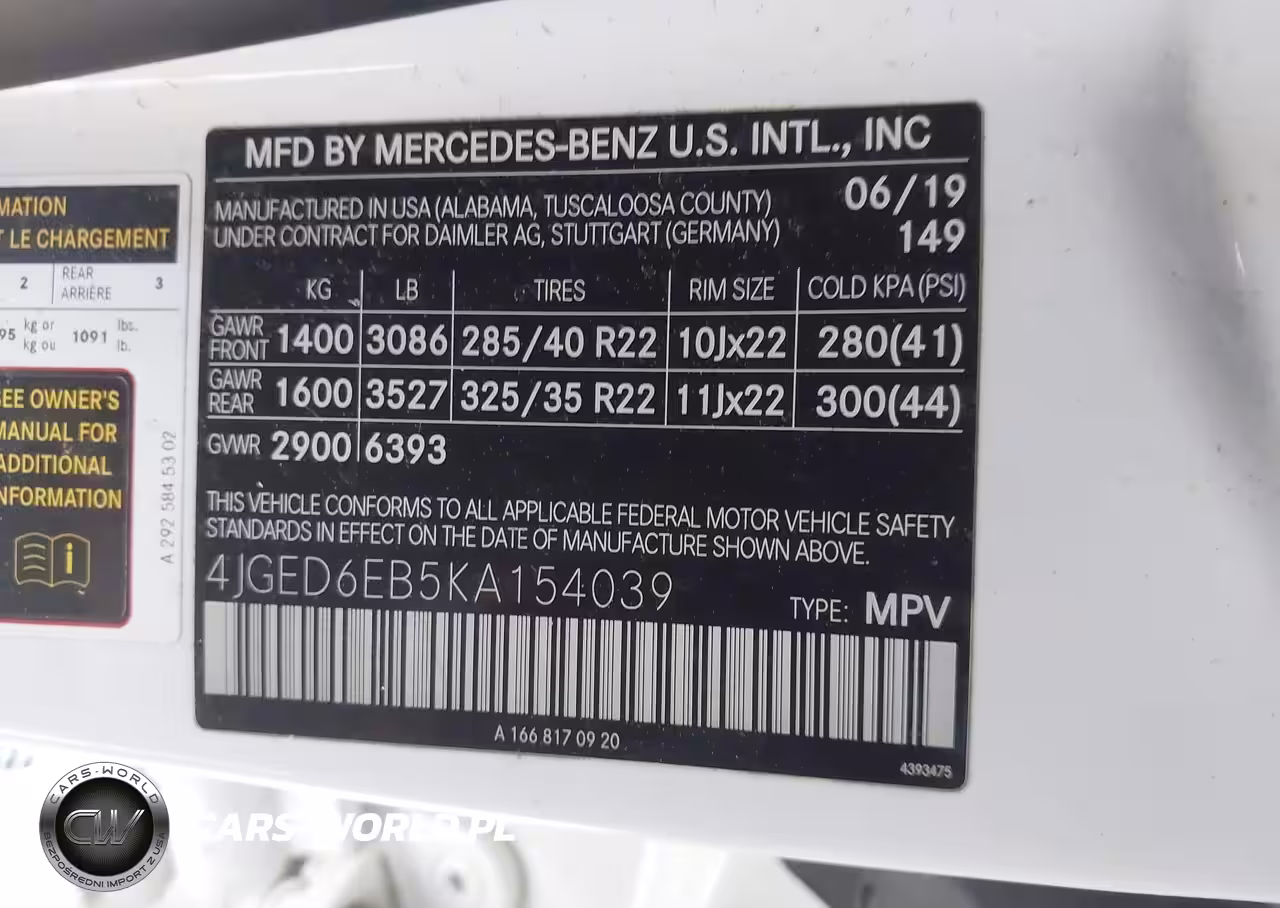 MATION
T LE CHARGEMENT
2 REAR ARRIÈRE 3
95 kg or kg ou 1091 lbs. lb.
SEE OWNER'S
MANUAL FOR
ADDITIONAL
INFORMATION
i
A 292 584 53 02
MFD BY MERCEDES-BENZ U.S. INTL., INC
MANUFACTURED IN USA (ALABAMA, TUSCALOOSA COUNTY) 06/19
UNDER CONTRACT FOR DAIMLER AG, STUTTGART (GERMANY) 149
KG LB TIRES RIM SIZE COLD KPA (PSI)
GAWR FRONT 1400 3086 285/40 R22 10Jx22 280(41)
GAWR REAR 1600 3527 325/35 R22 11Jx22 300(44)
GVWR 2900 6393
THIS VEHICLE CONFORMS TO ALL APPLICABLE FEDERAL MOTOR VEHICLE SAFETY
STANDARDS IN EFFECT ON THE DATE OF MANUFACTURE SHOWN ABOVE.
4JGED6EB5KA154039
TYPE: MPV
A 166 817 09 20
4393475
CARS-WORLD
CW
BEZPOŚREDNI IMPORT Z USA
CARS-WORLD.PL